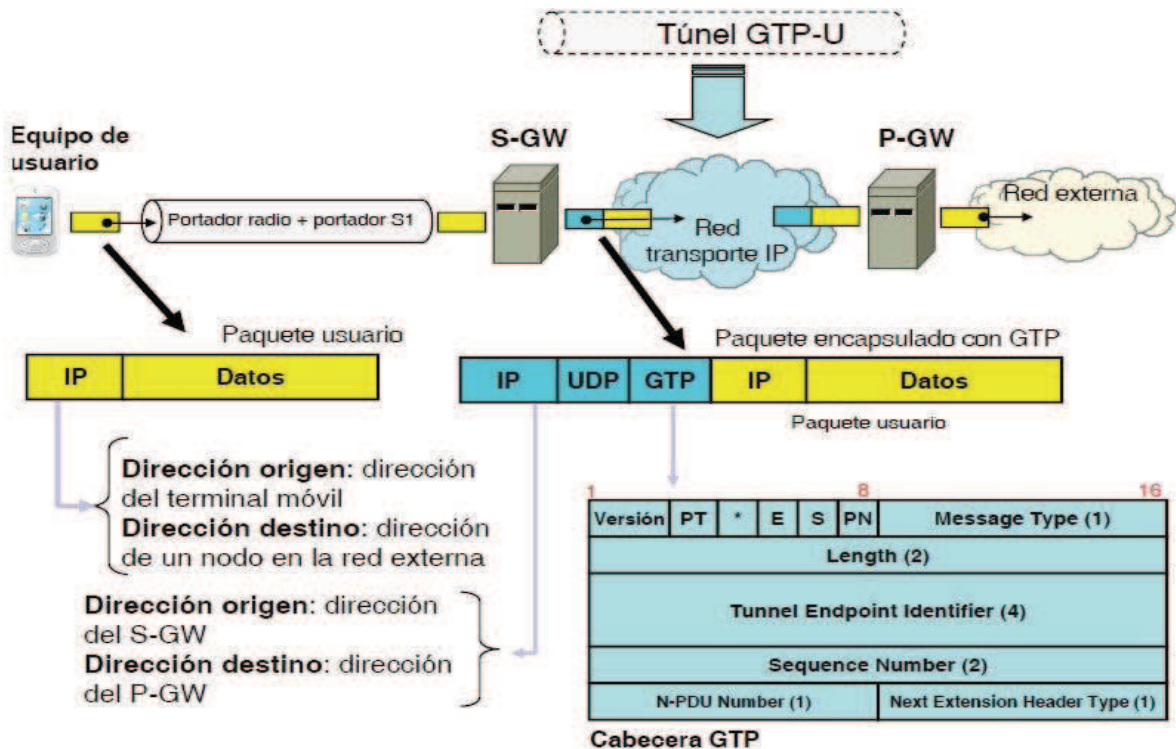 Túnel GTP-U
Equipo de
usuario
S-GW
P-GW
Portador radio + portador S1
Red
transporte IP
Red externa
Paquete usuario
IP
Datos
Paquete encapsulado con GTP
IP
UDP
GTP
IP
Datos
Paquete usuario
Dirección origen: dirección
del terminal móvil
Dirección destino: dirección
de un nodo en la red externa
Dirección origen: dirección
del S-GW
Dirección destino: dirección
del P-GW
1
8
16
Versión
PT
*
E
S
PN
Message Type (1)
Length (2)
Tunnel Endpoint Identifier (4)
Sequence Number (2)
N-PDU Number (1)
Next Extension Header Type (1)
Cabecera GTP